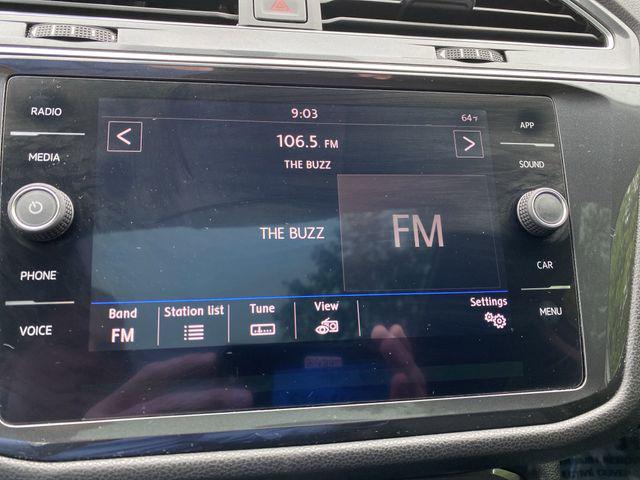 9:03
64°F
106.5 FM
THE BUZZ
THE BUZZ
FM
Band
FM
Station list
Tune
View
Settings
RADIO
MEDIA
PHONE
VOICE
APP
SOUND
CAR
MENU